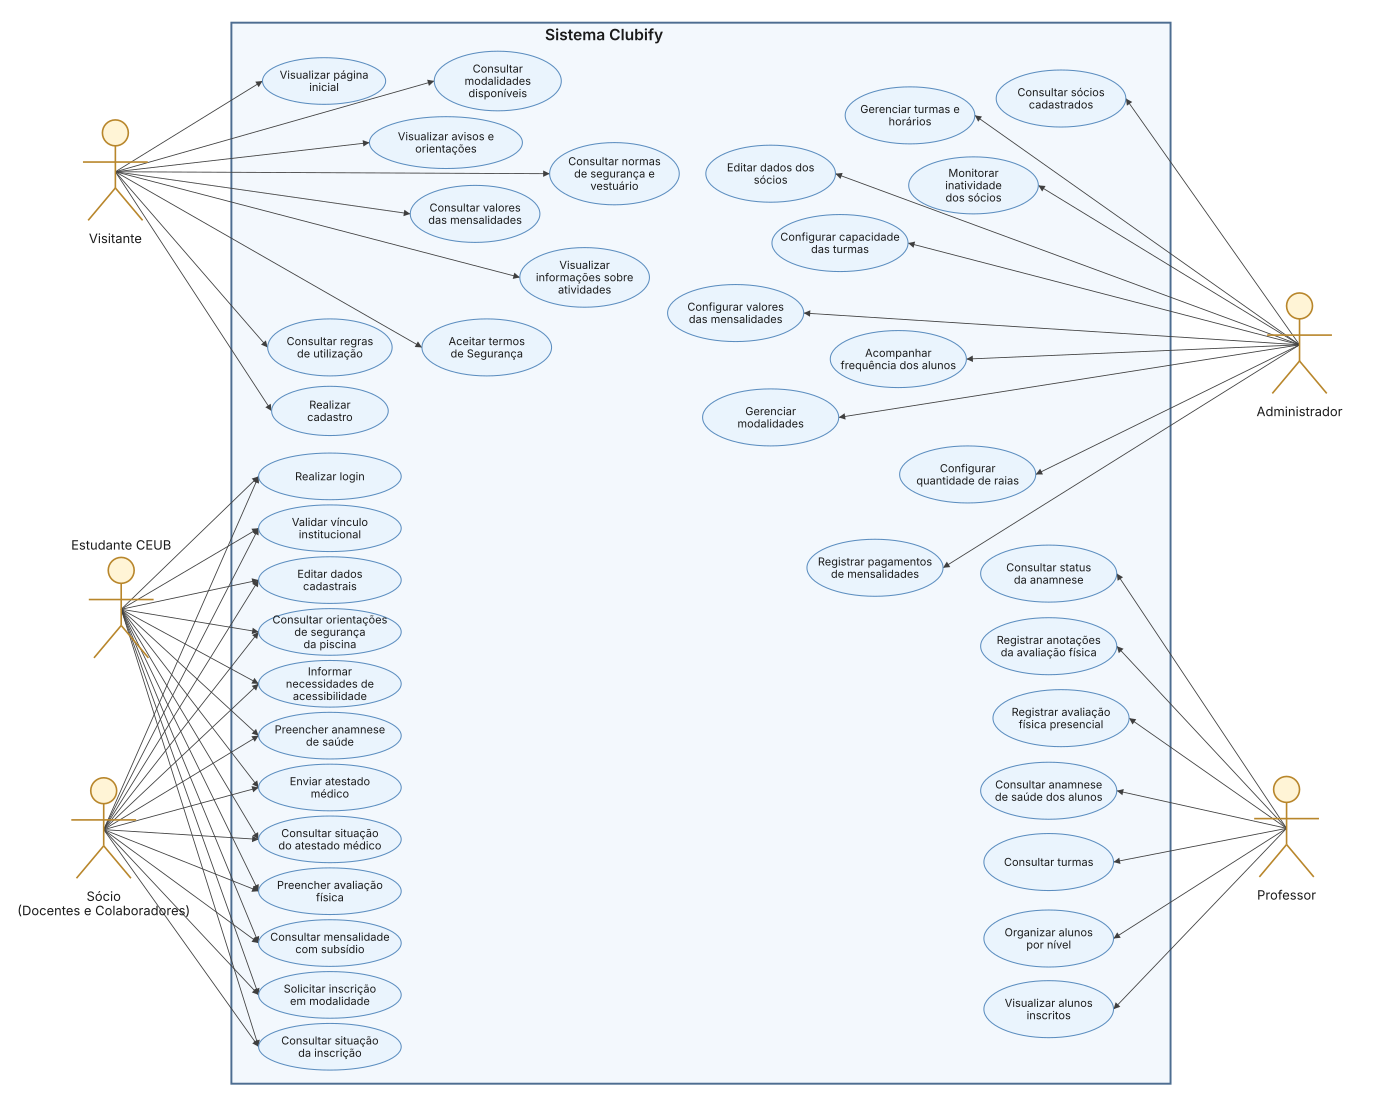 Sistema Clubify
Visualizar página
inicial
Consultar
modalidades
disponíveis
Visualizar avisos e
orientações
Consultar normas
de segurança e
vestuário
Consultar valores
das mensalidades
Visualizar
informações sobre
atividades
Consultar regras
de utilização
Aceitar termos
de Segurança
Realizar
cadastro
Visitante
Consultar sócios
cadastrados
Gerenciar turmas e
horários
Editar dados dos
sócios
Monitorar
inatividade
dos sócios
Configurar capacidade
das turmas
Configurar valores
das mensalidades
Acompanhar
frequência dos alunos
Gerenciar
modalidades
Configurar
quantidade de raias
Registrar pagamentos
de mensalidades
Administrador
Estudante CEUB
Realizar login
Validar vínculo
institucional
Editar dados
cadastrais
Consultar orientações
de segurança
da piscina
Informar
necessidades de
acessibilidade
Preencher anamnese
de saúde
Enviar atestado
médico
Consultar situação
do atestado médico
Preencher avaliação
física
Consultar mensalidade
com subsídio
Solicitar inscrição
em modalidade
Consultar situação
da inscrição
Sócio
(Docentes e Colaboradores)
Consultar status
da anamnese
Registrar anotações
da avaliação física
Registrar avaliação
física presencial
Consultar anamnese
de saúde dos alunos
Consultar turmas
Organizar alunos
por nível
Visualizar alunos
inscritos
Professor